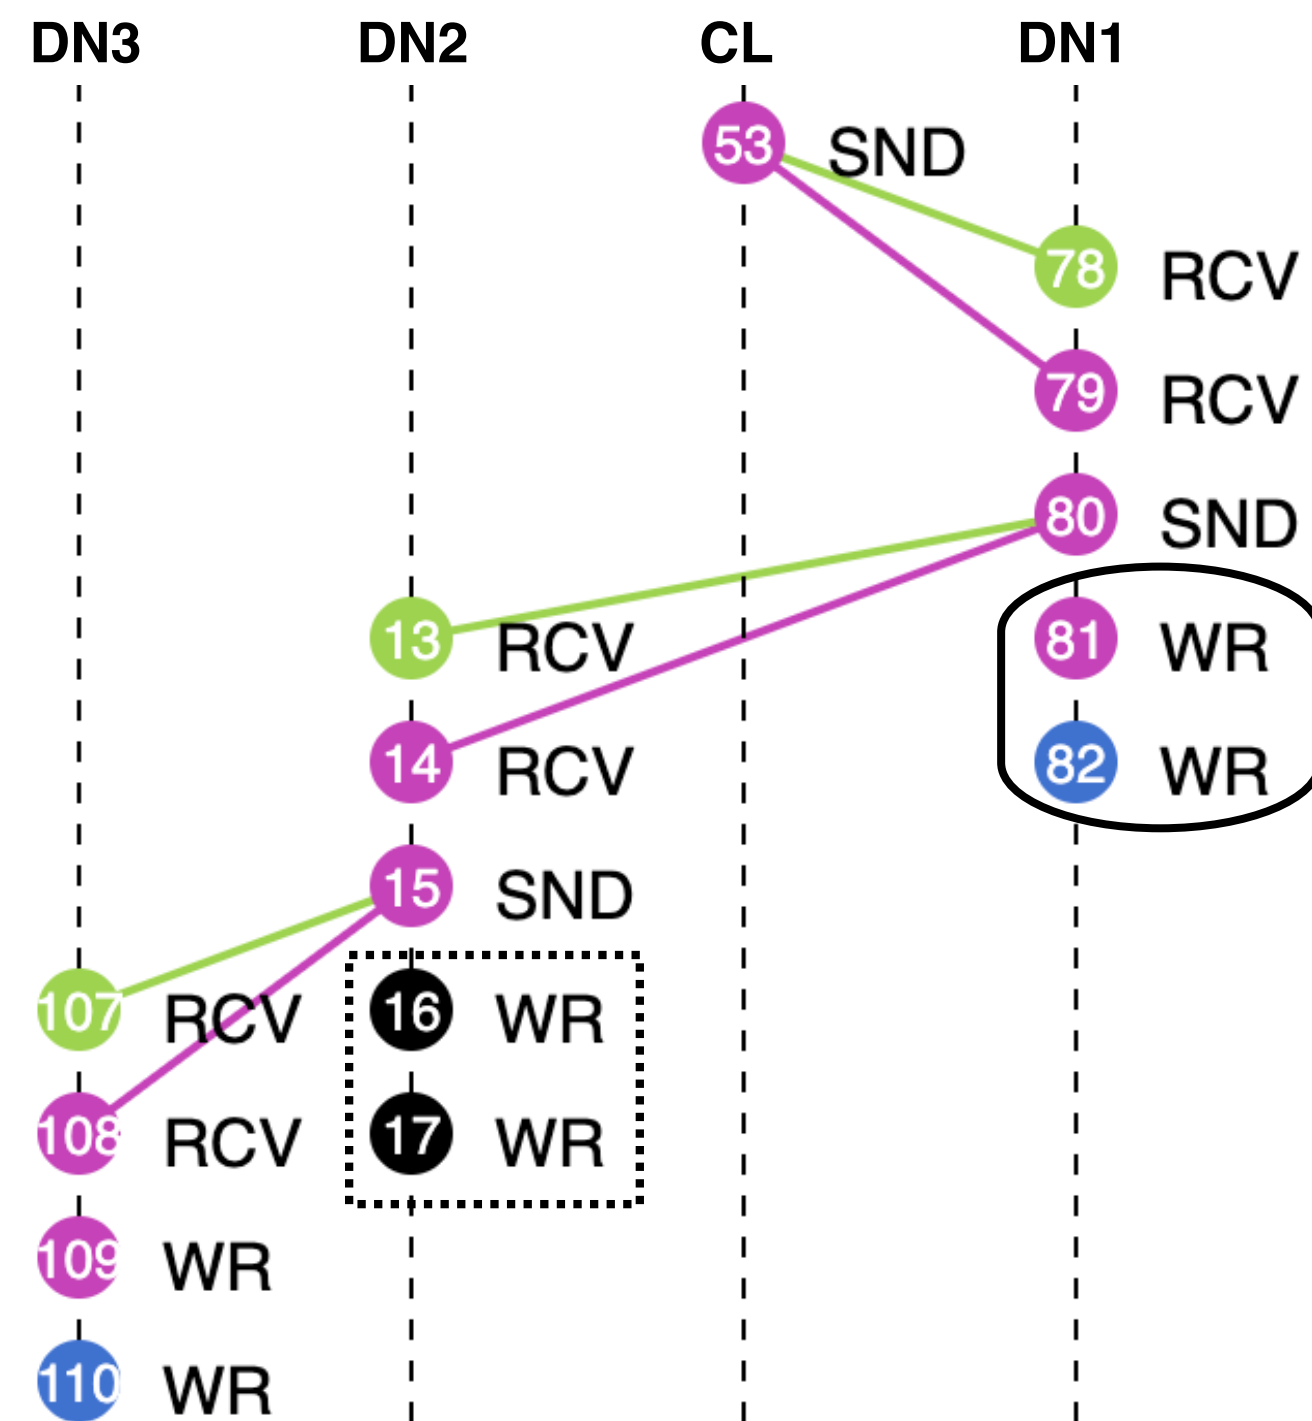 DN3 DN2 CL DN1
53 SND
78 RCV
79 RCV
80 SND
13 RCV 81 WR
14 RCV 82 WR
15 SND
107 RCV 16 WR
108 RCV 17 WR
109 WR
110 WR